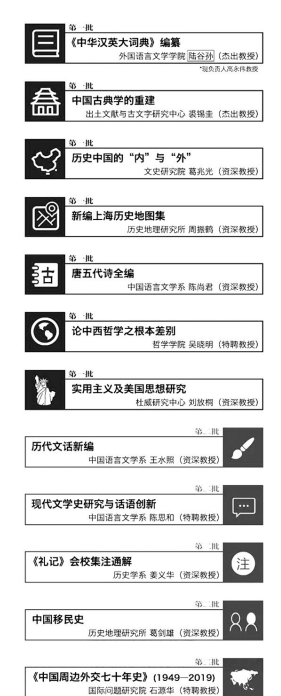 第一批
《中华汉英大词典》编纂
外国语言文学学院 陆谷孙（杰出教授）
*现负责人高永伟教授
第一批
中国古典学的重建
出土文献与古文字研究中心 裘锡圭（杰出教授）
第一批
历史中国的“内”与“外”
文史研究院 葛兆光（资深教授）
第一批
新编上海历史地图集
历史地理研究所 周振鹤（资深教授）
第一批
古
唐五代诗全编
中国语言文学系 陈尚君（资深教授）
第一批
论中西哲学之根本差别
哲学学院 吴晓明（特聘教授）
第一批
实用主义及美国思想研究
杜威研究中心 刘放桐（资深教授）
第二批
历代文话新编
中国语言文学系 王水照（资深教授）
第二批
现代文学史研究与话语创新
中国语言文学系 陈思和（特聘教授）
第二批
《礼记》会校集注通解
注
历史学系 姜义华（资深教授）
第二批
中国移民史
历史地理研究所 葛剑雄（资深教授）
第二批
《中国周边外交七十年史》(1949—2019)
国际问题研究院 石源华（特聘教授）